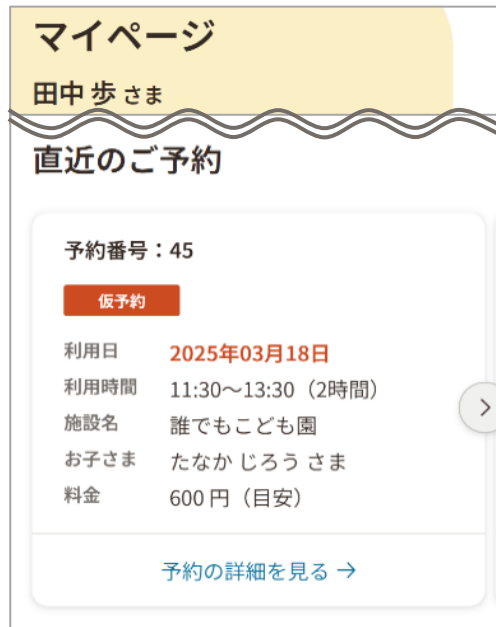 マイページ
田中 歩 さま
直近のご予約
予約番号：45
仮予約
利用日 2025年03月18日
利用時間 11:30～13:30（2時間）
施設名 誰でもこども園
お子さま たなか じろう さま
料金 600 円（目安）
予約の詳細を見る →